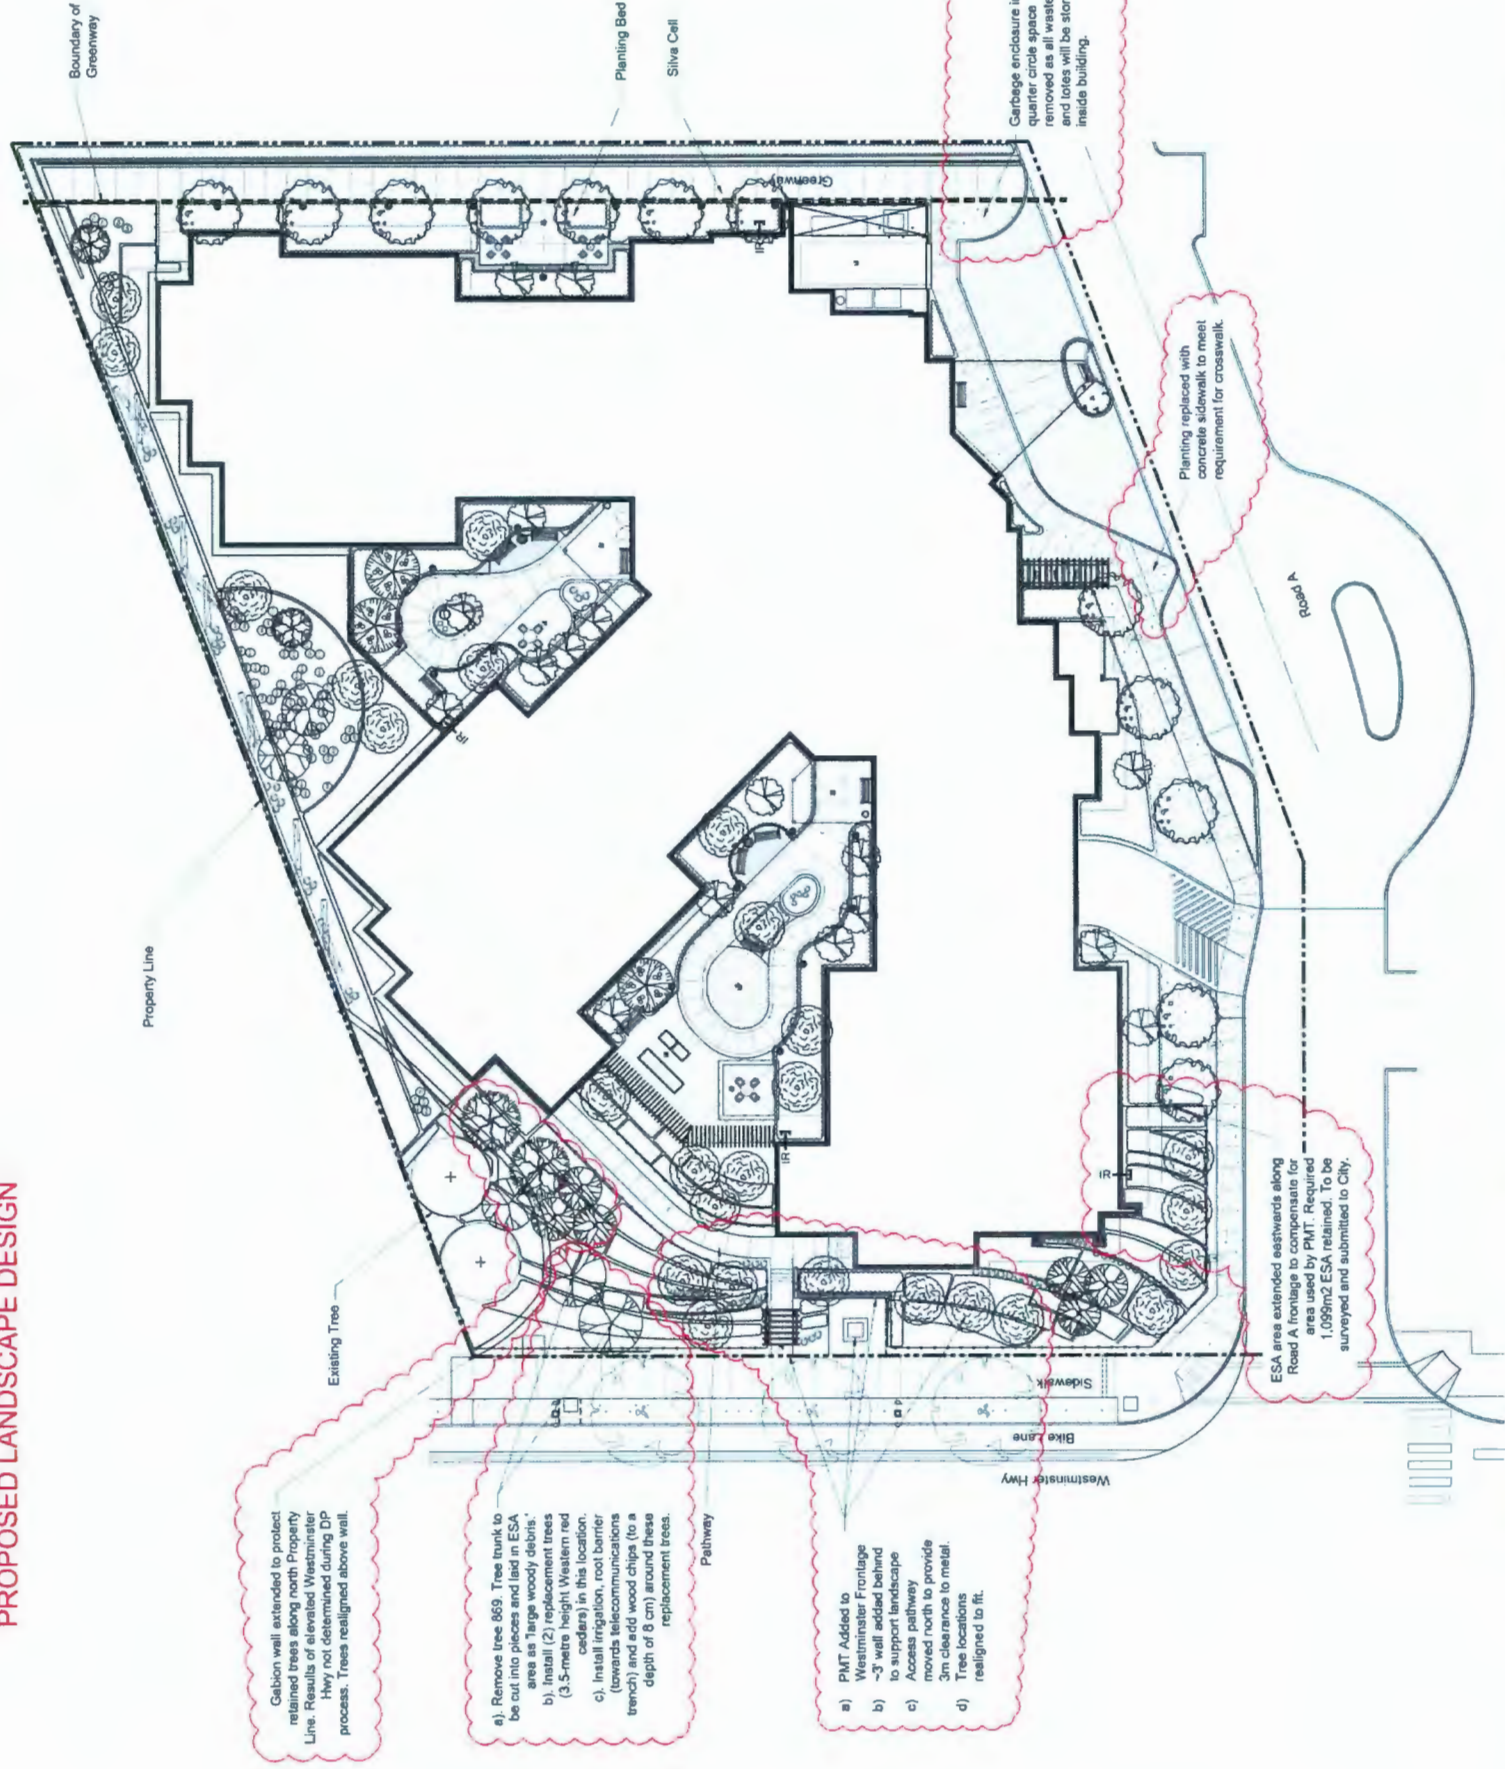 PROPOSED LANDSCAPE DESIGN
Gabion wall extended to protect
retained trees along north Property
Line. Results of elevated Westminster
Hwy not determined during DP
process. Trees realigned above wall.
Existing Tree
Property Line
Boundary of
Greenway
a). Remove tree 869. Tree trunk to
be cut into pieces and laid in ESA
area as 'large woody debris.'
b). Install (2) replacement trees
(3.5-metre height Western red
cedars) in this location.
c). Install irrigation, root barrier
(towards telecommunications
trench) and add wood chips (to a
depth of 8 cm) around these
replacement trees.
Pathway
a) PMT Added to
Westminster Frontage
b) ~3' wall added behind
to support landscape
c) Access pathway
moved north to provide
3m clearance to metal.
d) Tree locations
realigned to fit.
Westminster Hwy
Bike Lane
Sidewalk
IR
IR
IR
IR
Greenway
Planting Bed
Silva Cell
Garbage enclosure in
quarter circle space
removed as all waste
and totes will be
inside building.
Planting replaced with
concrete sidewalk to meet
requirement for crosswalk.
Road A
ESA area extended eastwards along
Road A frontage to compensate for
area used by PMT. Required
1,099m2 ESA retained. To be
surveyed and submitted to City.